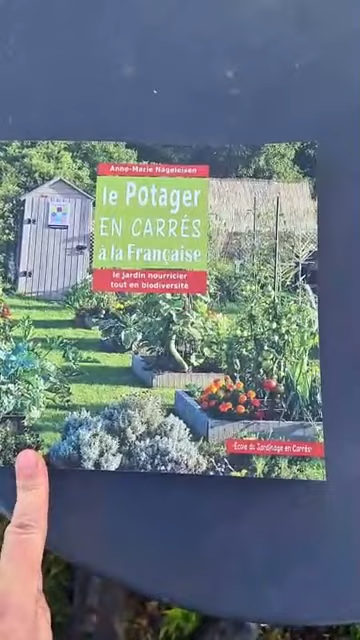 Anne-Marie Nageleisen
le Potager
EN CARRÉS
à la Française
le jardin nourricier
tout en biodiversité
École du Jardinage en Carrés